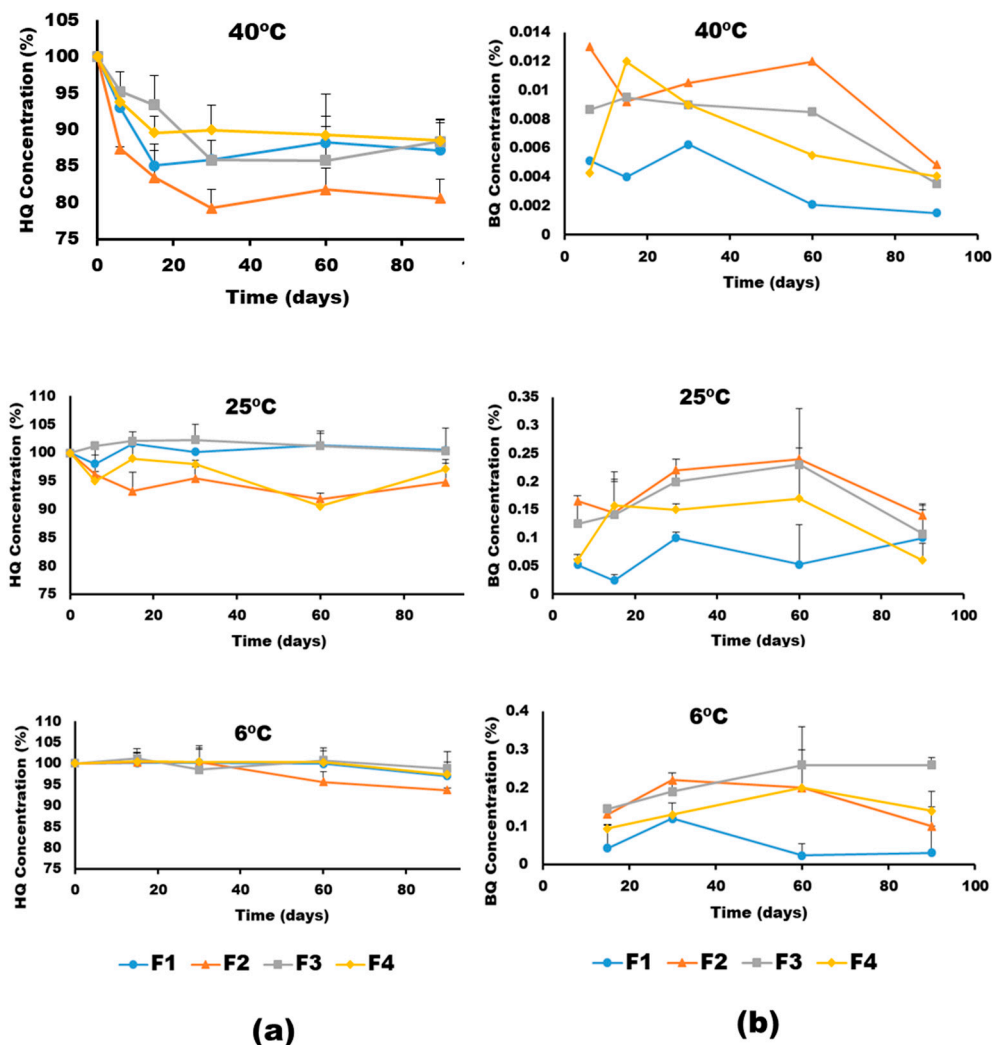 40ºC
HQ Concentration (%)
105
100
95
90
85
80
75
0 20 40 60 80
Time (days)
40ºC
BQ Concentration (%)
0.014
0.012
0.01
0.008
0.006
0.004
0.002
0
0 20 40 60 80 100
Time (days)
25ºC
HQ Concentration (%)
110
105
100
95
90
85
80
75
0 20 40 60 80
Time (days)
25ºC
BQ Concentration (%)
0.35
0.3
0.25
0.2
0.15
0.1
0.05
0
0 20 40 60 80 100
Time (days)
6ºC
HQ Concentration (%)
110
105
100
95
90
85
80
75
0 20 40 60 80
Time (days)
6ºC
BQ Concentration (%)
0.4
0.3
0.2
0.1
0
0 20 40 60 80 100
Time (days)
F1 F2 F3 F4
F1 F2 F3 F4
(a)
(b)